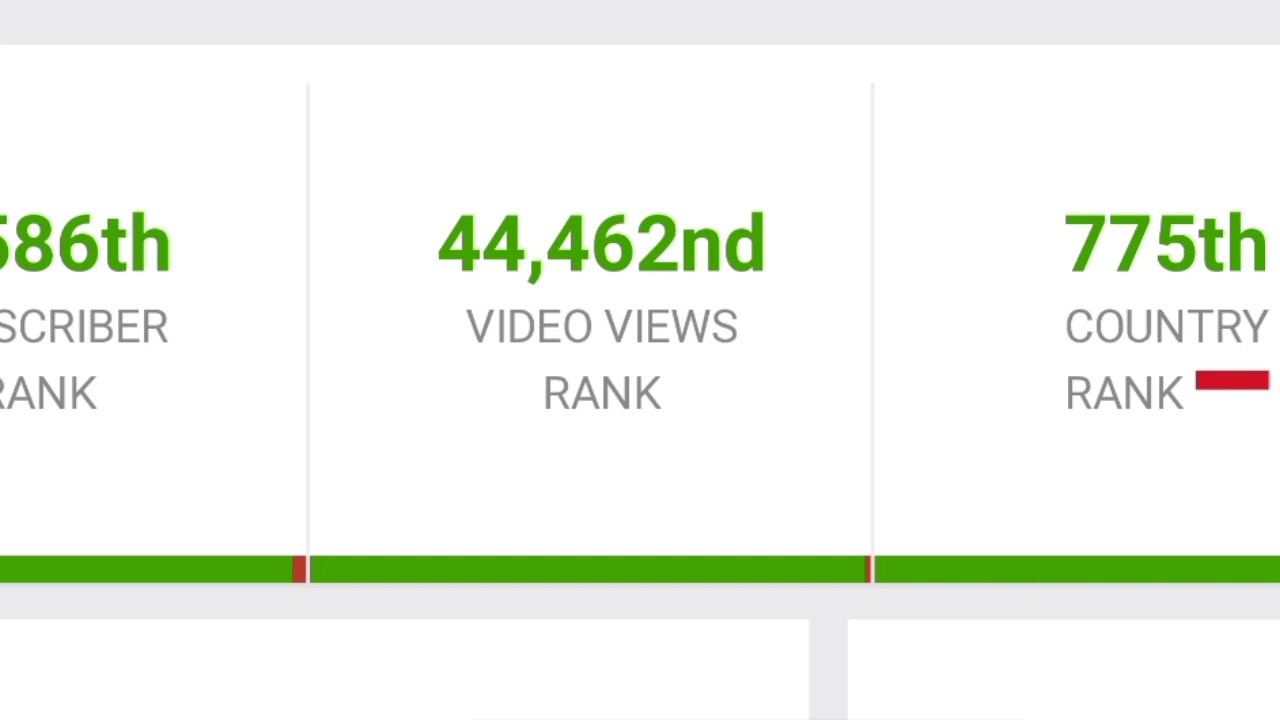 586th
44,462nd
775th
SCRIBER
VIDEO VIEWS
COUNTRY
RANK
RANK
RANK